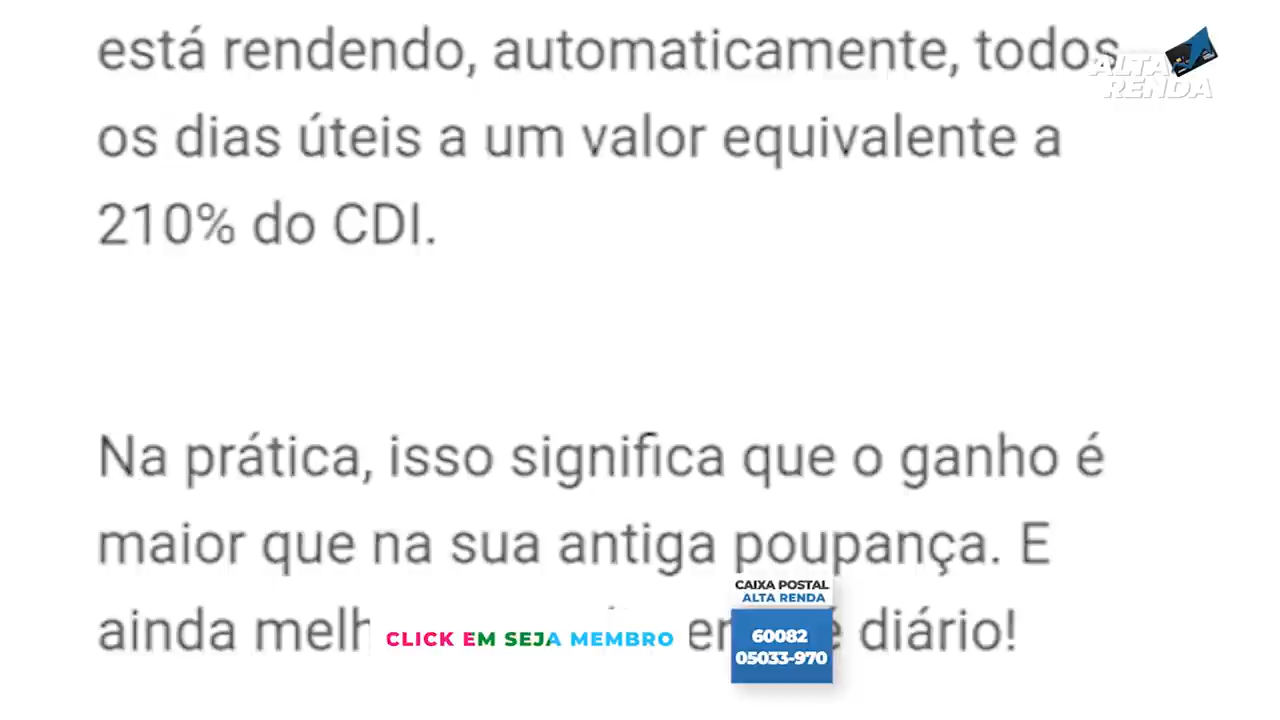 está rendendo, automaticamente, todos
ALTA
RENDA
os dias úteis a um valor equivalente a
210% do CDI.
Na prática, isso significa que o ganho é
maior que na sua antiga poupança. E
ainda diário!
CLICK EM SEJA MEMBRO
CAIXA POSTAL
ALTA RENDA
60082
05033-970